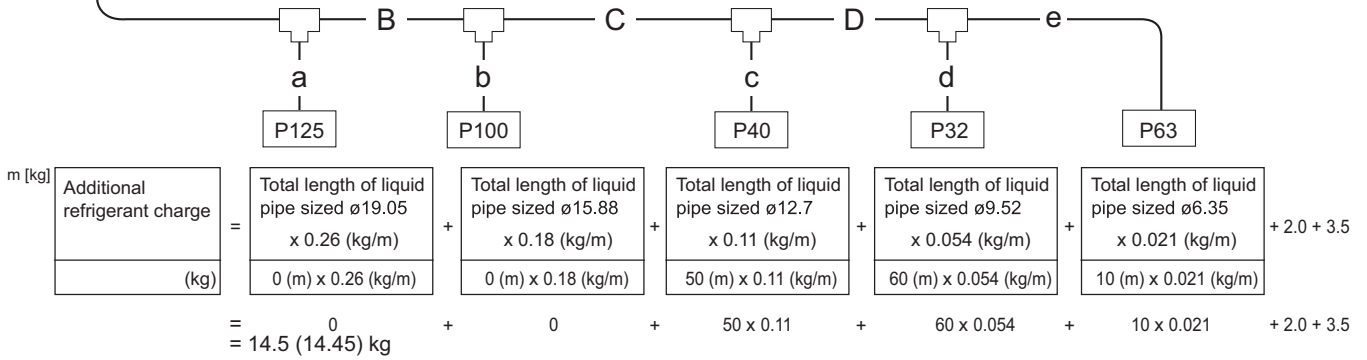 B C D e
a b c d
P125 P100 P40 P32 P63
m [kg]
Additional
refrigerant charge
(kg)
=
Total length of liquid
pipe sized ø19.05
x 0.26 (kg/m)
0 (m) x 0.26 (kg/m)
+
Total length of liquid
pipe sized ø15.88
x 0.18 (kg/m)
0 (m) x 0.18 (kg/m)
+
Total length of liquid
pipe sized ø12.7
x 0.11 (kg/m)
50 (m) x 0.11 (kg/m)
+
Total length of liquid
pipe sized ø9.52
x 0.054 (kg/m)
60 (m) x 0.054 (kg/m)
+
Total length of liquid
pipe sized ø6.35
x 0.021 (kg/m)
10 (m) x 0.021 (kg/m)
+ 2.0 + 3.5
= 0 + 0 + 50 x 0.11 + 60 x 0.054 + 10 x 0.021 + 2.0 + 3.5
= 14.5 (14.45) kg